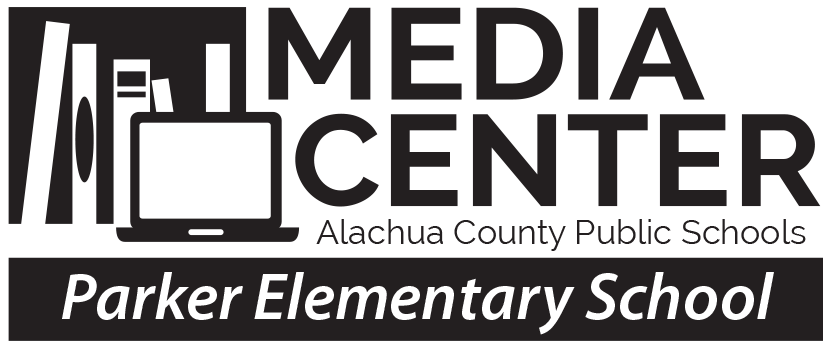 MEDIA
CENTER
Alachua County Public Schools
Parker Elementary School